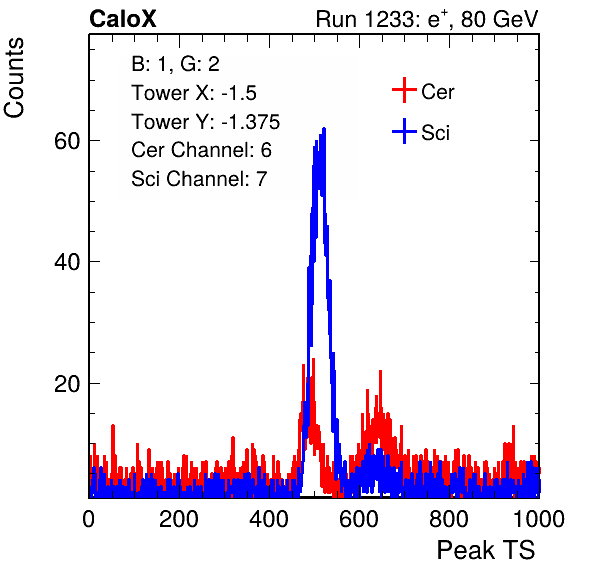 CaloX Run 1233: e⁺, 80 GeV
Counts
B: 1, G: 2
Tower X: -1.5
Tower Y: -1.375
Cer Channel: 6
Sci Channel: 7
Cer
Sci
60
40
20
0 200 400 600 800 1000
Peak TS